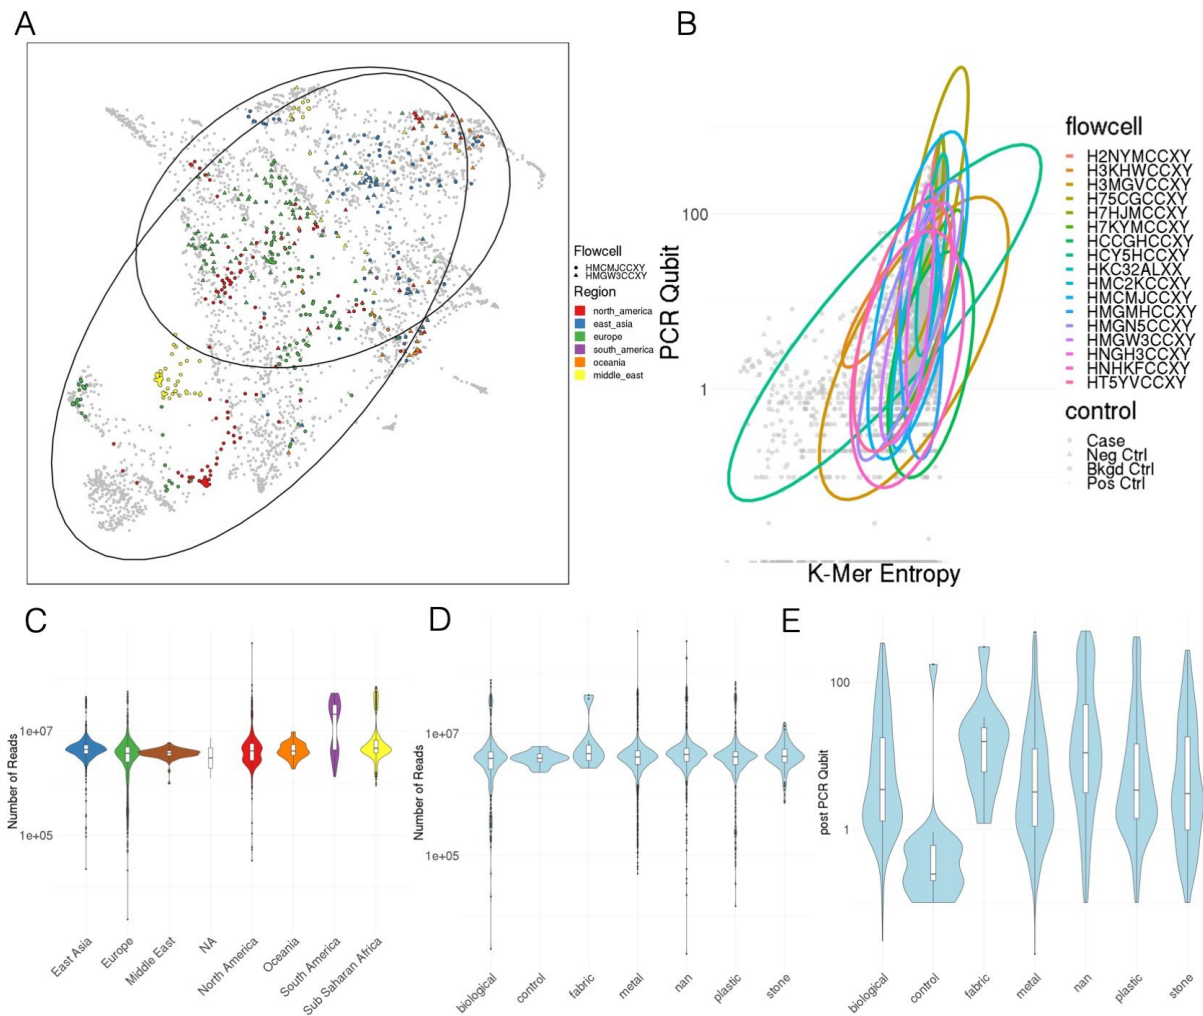 A
B
Flowcell
HMCMJCCXY
HMGW3CCXY
Region
north_america
east_asia
europe
south_america
oceania
middle_east
PCR Qubit
100
1
K-Mer Entropy
flowcell
H2NYMCCXY
H3KHWCCXY
H3MGVCCXY
H75CGCCXY
H7HJMCCXY
H7KYMCCXY
HCCGHCCXY
HCY5HCCXY
HKC32ALXX
HMC2KCCXY
HMCMJCCXY
HMGMHCCXY
HMGN5CCXY
HMGW3CCXY
HNGH3CCXY
HNHKFCCXY
HT5YVCCXY
control
Case
Neg Ctrl
Bkgd Ctrl
Pos Ctrl
C
Number of Reads
1e+07
1e+05
East Asia
Europe
Middle East
NA
North America
Oceania
South America
Sub Saharan Africa
D
Number of Reads
1e+07
1e+05
biological
control
fabric
metal
nan
plastic
stone
E
post PCR Qubit
100
1
biological
control
fabric
metal
nan
plastic
stone